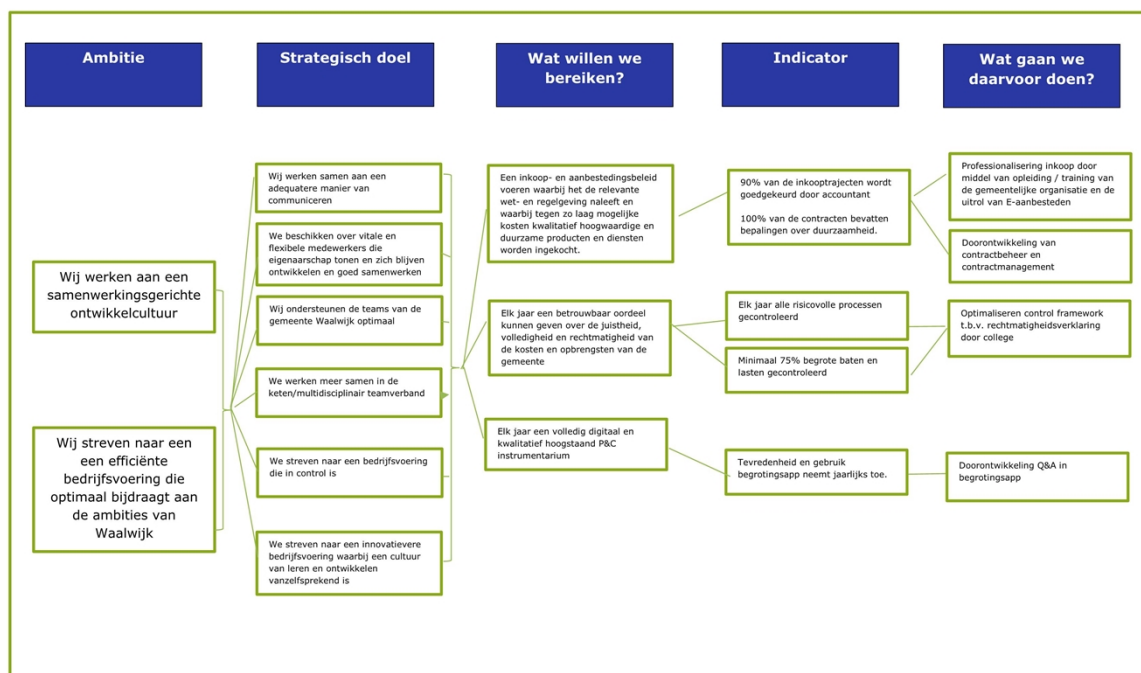 Ambitie
Strategisch doel
Wat willen we
bereiken?
Indicator
Wat gaan we
daarvoor doen?
Wij werken aan een
samenwerkingsgerichte
ontwikkelcultuur
Wij streven naar een
een efficiënte
bedrijfsvoering die
optimaal bijdraagt aan
de ambities van
Waalwijk
Wij werken samen aan een
adequatere manier van
communiceren
We beschikken over vitale en
flexibele medewerkers die
eigenaarschap tonen en zich blijven
ontwikkelen en goed samenwerken
Wij ondersteunen de teams van de
gemeente Waalwijk optimaal
We werken meer samen in de
keten/multidisciplinair teamverband
We streven naar een bedrijfsvoering
die in control is
We streven naar een innovatievere
bedrijfsvoering waarbij een cultuur
van leren en ontwikkelen
vanzelfsprekend is
Een inkoop- en aanbestedingsbeleid
voeren waarbij het de relevante
wet- en regelgeving naleeft en
waarbij tegen zo laag mogelijke
kosten kwalitatief hoogwaardige en
duurzame producten en diensten
worden ingekocht.
Elk jaar een betrouwbaar oordeel
kunnen geven over de juistheid,
volledigheid en rechtmatigheid van
de kosten en opbrengsten van de
gemeente
Elk jaar een volledig digitaal en
kwalitatief hoogstaand P&C
instrumentarium
90% van de inkooptrajecten wordt
goedgekeurd door accountant
100% van de contracten bevatten
bepalingen over duurzaamheid.
Elk jaar alle risicovolle processen
gecontroleerd
Minimaal 75% begrote baten en
lasten gecontroleerd
Tevredenheid en gebruik
begrotingsapp neemt jaarlijks toe.
Professionalisering inkoop door
middel van opleiding / training van
de gemeentelijke organisatie en de
uitrol van E-aanbesteden
Doorontwikkeling van
contractbeheer en
contractmanagement
Optimaliseren control framework
t.b.v. rechtmatigheidsverklaring
door college
Doorontwikkeling Q&A in
begrotingsapp